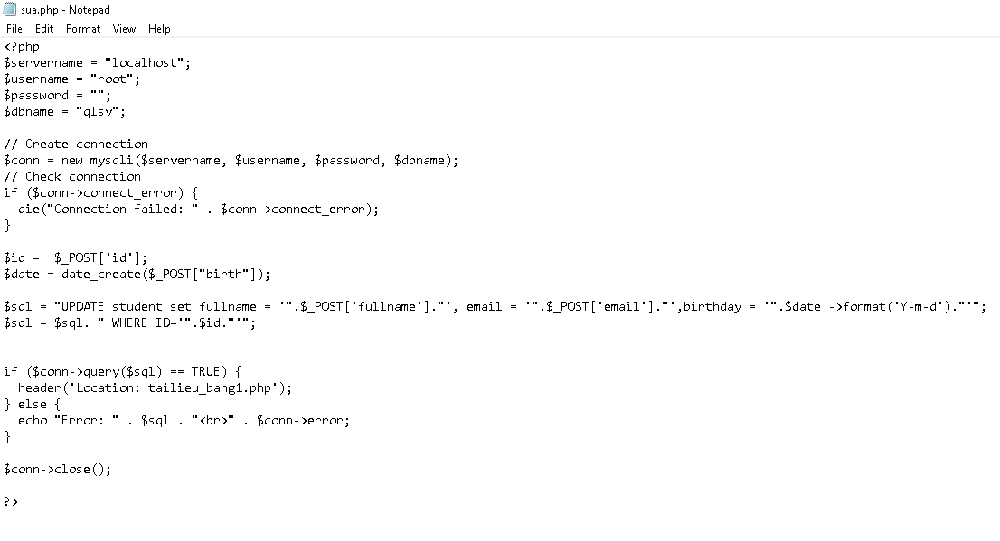 sua.php - Notepad
File Edit Format View Help
<?php
$servername = "localhost";
$username = "root";
$password = "";
$dbname = "qlsv";
// Create connection
$conn = new mysqli($servername, $username, $password, $dbname);
// Check connection
if ($conn->connect_error) {
  die("Connection failed: " . $conn->connect_error);
}
$id =  $_POST['id'];
$date = date_create($_POST["birth"]);
$sql = "UPDATE student set fullname = '".$_POST['fullname']."', email = '".$_POST['email']."',birthday = '".$date ->format('Y-m-d')."'";
$sql = $sql. " WHERE ID='".$id."'";
if ($conn->query($sql) == TRUE) {
  header('Location: tailieu_bang1.php');
} else {
  echo "Error: " . $sql . "<br>" . $conn->error;
}
$conn->close();
?>